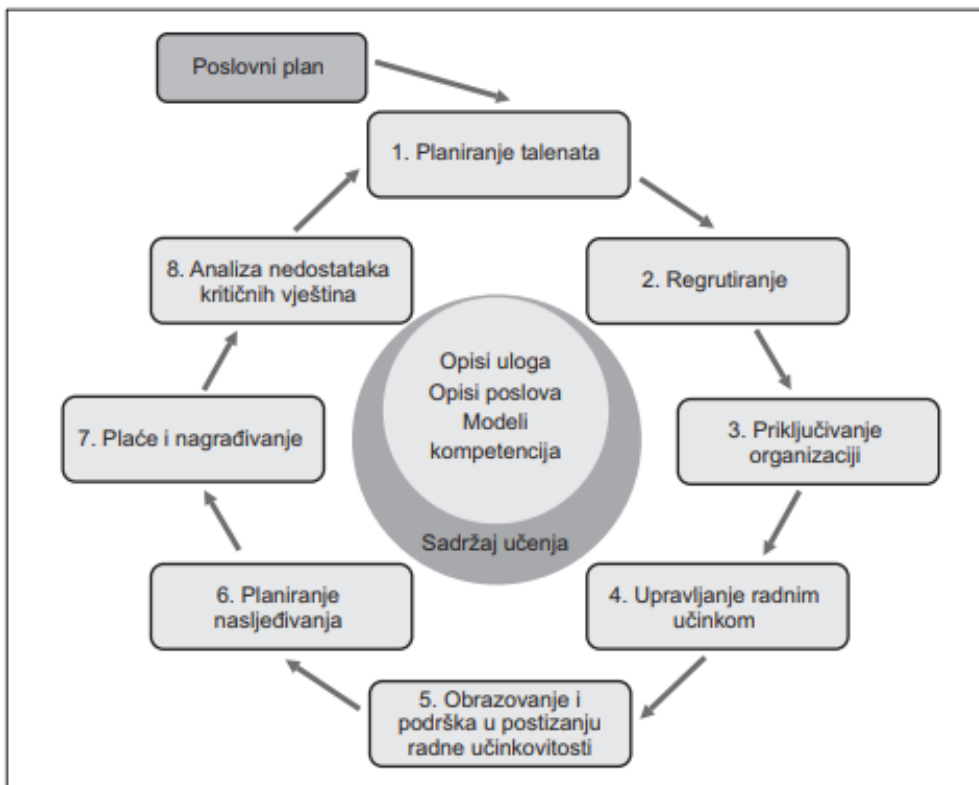 Poslovni plan
1. Planiranje talenata
2. Regrutiranje
3. Priključivanje
organizaciji
4. Upravljanje radnim
učinkom
5. Obrazovanje i
podrška u postizanju
radne učinkovitosti
6. Planiranje
nasljeđivanja
7. Plaće i nagrađivanje
8. Analiza nedostataka
kritičnih vještina
Opisi uloga
Opisi poslova
Modeli
kompetencija
Sadržaj učenja